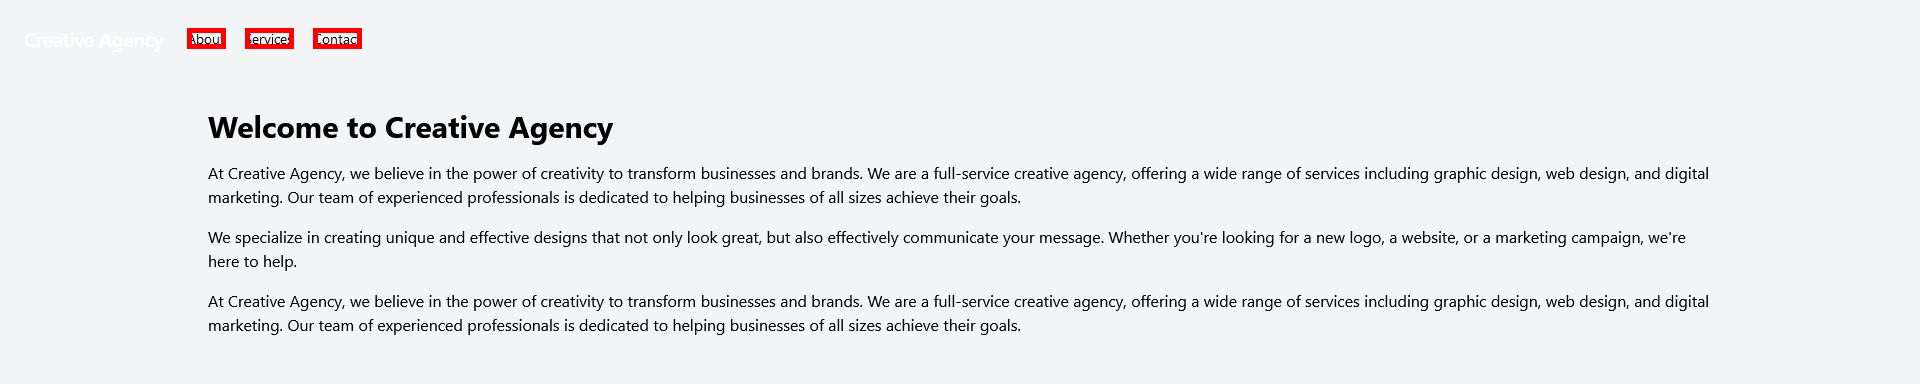 Creative Agency About Services Contact
Welcome to Creative Agency
At Creative Agency, we believe in the power of creativity to transform businesses and brands. We are a full-service creative agency, offering a wide range of services including graphic design, web design, and digital
marketing. Our team of experienced professionals is dedicated to helping businesses of all sizes achieve their goals.
We specialize in creating unique and effective designs that not only look great, but also effectively communicate your message. Whether you're looking for a new logo, a website, or a marketing campaign, we're
here to help.
At Creative Agency, we believe in the power of creativity to transform businesses and brands. We are a full-service creative agency, offering a wide range of services including graphic design, web design, and digital
marketing. Our team of experienced professionals is dedicated to helping businesses of all sizes achieve their goals.